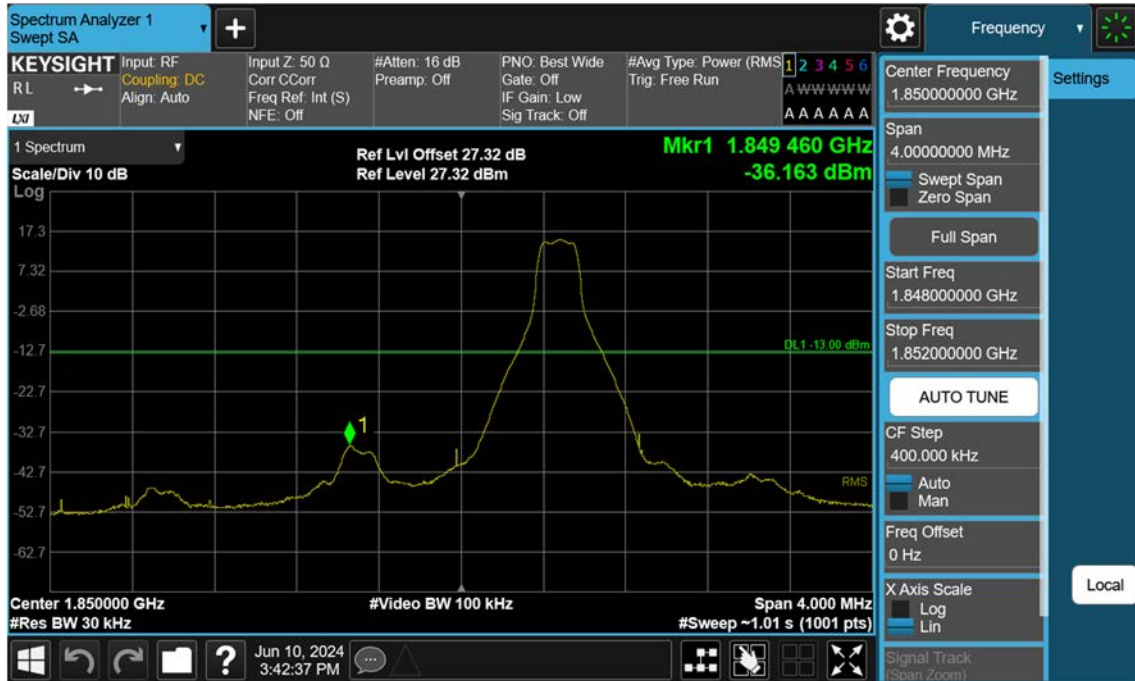 Spectrum Analyzer 1
Swept SA
+
Frequency
KEYSIGHT
R L
LXI
Input: RF
Coupling: DC
Align: Auto
Input Z: 50 Ω
Corr CCorr
Freq Ref: Int (S)
NFE: Off
#Atten: 16 dB
Preamp: Off
PNO: Best Wide
Gate: Off
IF Gain: Low
Sig Track: Off
#Avg Type: Power (RMS
Trig: Free Run
1 2 3 4 5 6
A W W W W W
A A A A A A
1 Spectrum
Scale/Div 10 dB
Log
Ref Lvl Offset 27.32 dB
Ref Level 27.32 dBm
Mkr1 1.849 460 GHz
-36.163 dBm
17.3
7.32
-2.68
-12.7
DL1 -13.00 dBm
-22.7
-32.7
1
-42.7
RMS
-52.7
-62.7
Center 1.850000 GHz
#Video BW 100 kHz
Span 4.000 MHz
#Res BW 30 kHz
#Sweep ~1.01 s (1001 pts)
Center Frequency
1.850000000 GHz
Settings
Span
4.00000000 MHz
Swept Span
Zero Span
Full Span
Start Freq
1.848000000 GHz
Stop Freq
1.852000000 GHz
AUTO TUNE
CF Step
400.000 kHz
Auto
Man
Freq Offset
0 Hz
X Axis Scale
Log
Lin
Local
Signal Track
(Span Zoom)
?
Jun 10, 2024
3:42:37 PM